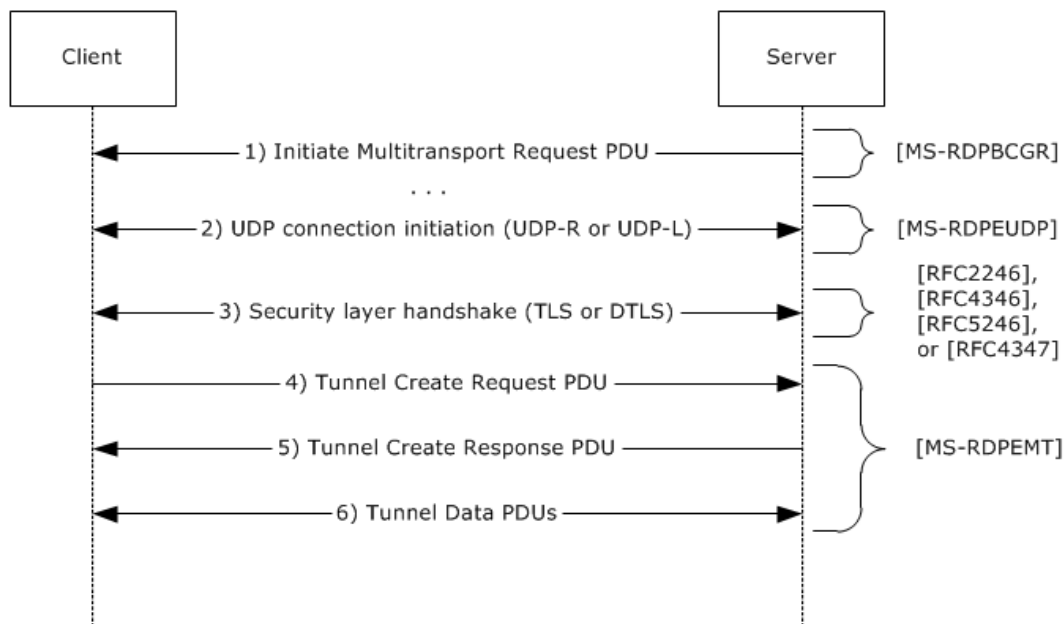 Client
Server
1) Initiate Multitransport Request PDU
[MS-RDPBCGR]
. . .
2) UDP connection initiation (UDP-R or UDP-L)
[MS-RDPEUDP]
3) Security layer handshake (TLS or DTLS)
[RFC2246],
[RFC4346],
[RFC5246],
or [RFC4347]
4) Tunnel Create Request PDU
5) Tunnel Create Response PDU
[MS-RDPEMT]
6) Tunnel Data PDUs